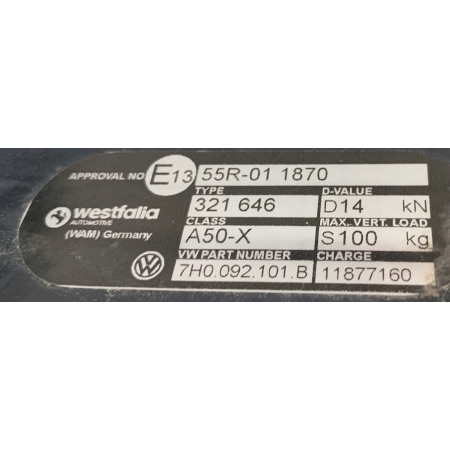 APPROVAL NO E13 55R-01 1870
TYPE D-VALUE
321 646 D14 kN
westfalia
AUTOMOTIVE
(WAM) Germany
CLASS MAX. VERT. LOAD
A50-X S100 kg
VW PART NUMBER CHARGE
7H0.092.101.B 11877160